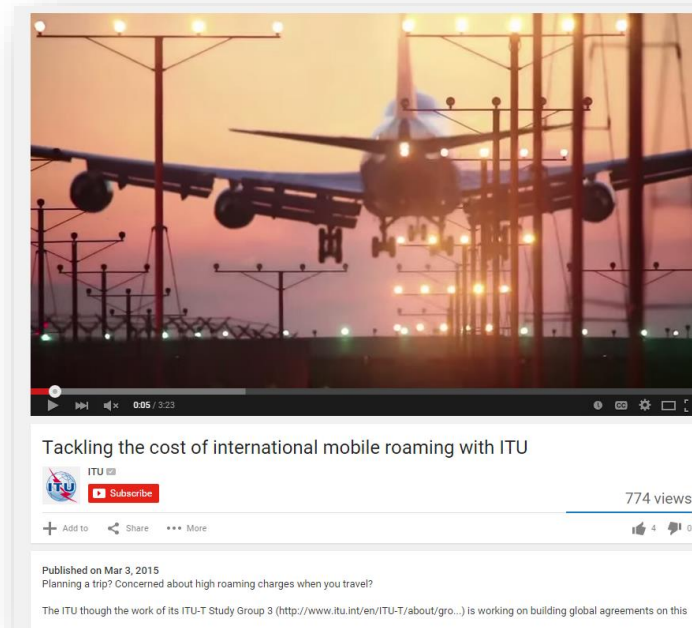 0:05 / 3:23
CC
Tackling the cost of international mobile roaming with ITU
ITU
ITU
Subscribe
774 views
Add to Share More
4 0
Published on Mar 3, 2015
Planning a trip? Concerned about high roaming charges when you travel?
The ITU though the work of its ITU-T Study Group 3 (http://www.itu.int/en/ITU-T/about/gro...) is working on building global agreements on this